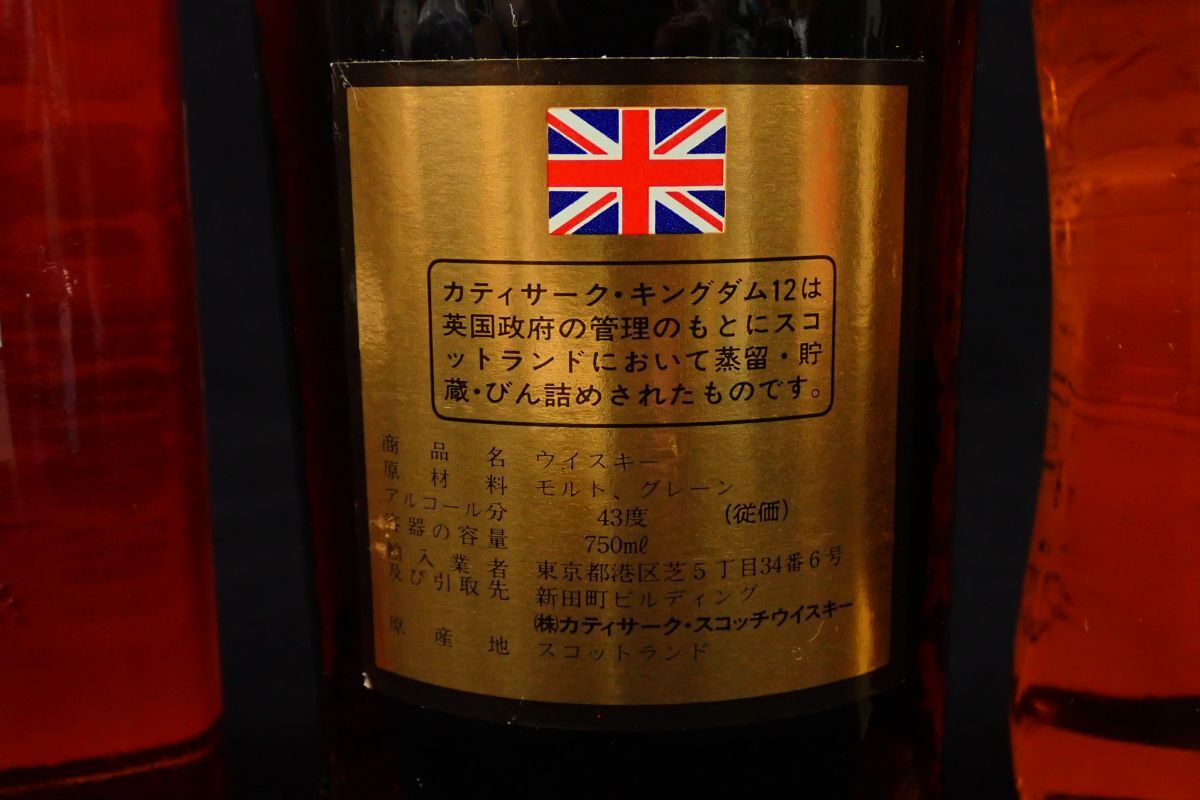 カティサーク・キングダム12は
英国政府の管理のもとにスコ
ットランドにおいて蒸留・貯
蔵・びん詰めされたものです。
商品名 ウイスキー
原材料 モルト、グレーン
アルコール分 43度 (従価)
容器の容量 750mℓ
輸入業者 東京都港区芝5丁目34番6号
及び引取先 新田町ビルディング
㈱カティサーク・スコッチウイスキー
原産地 スコットランド